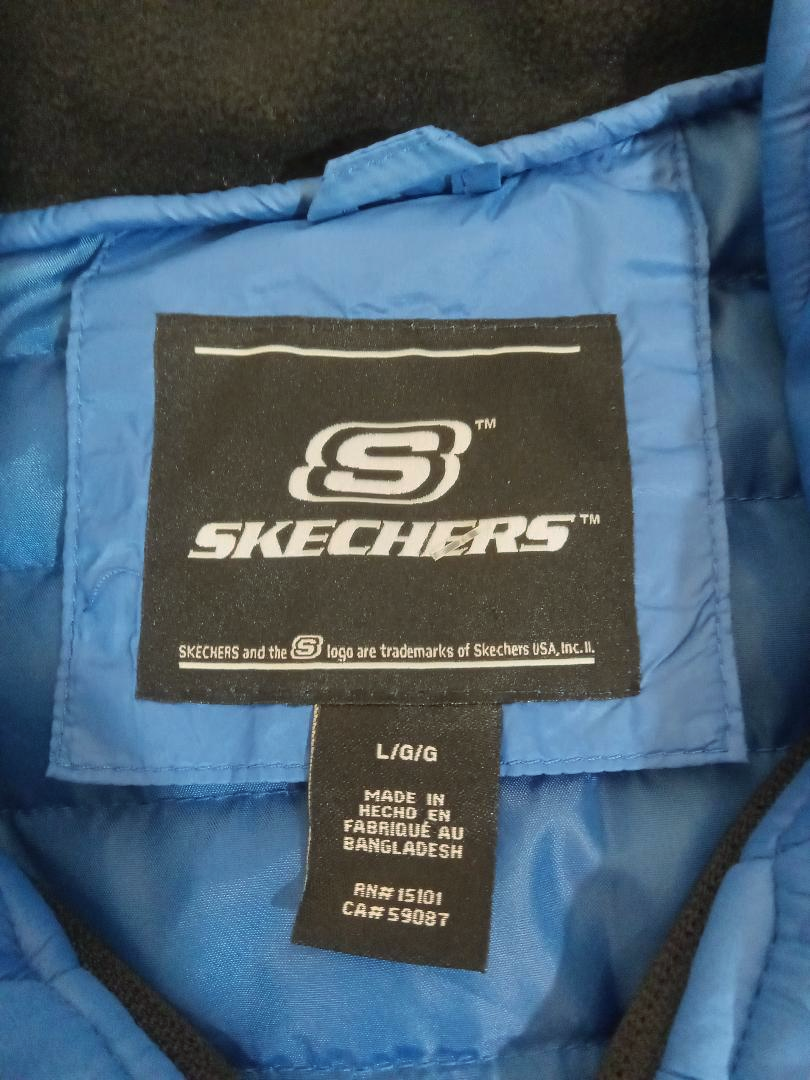 S™
SKECHERS™
SKECHERS and the S logo are trademarks of Skechers USA, Inc. II.
L/G/G
MADE IN
HECHO EN
FABRIQUÉ AU
BANGLADESH
RN# 15101
CA# 59087